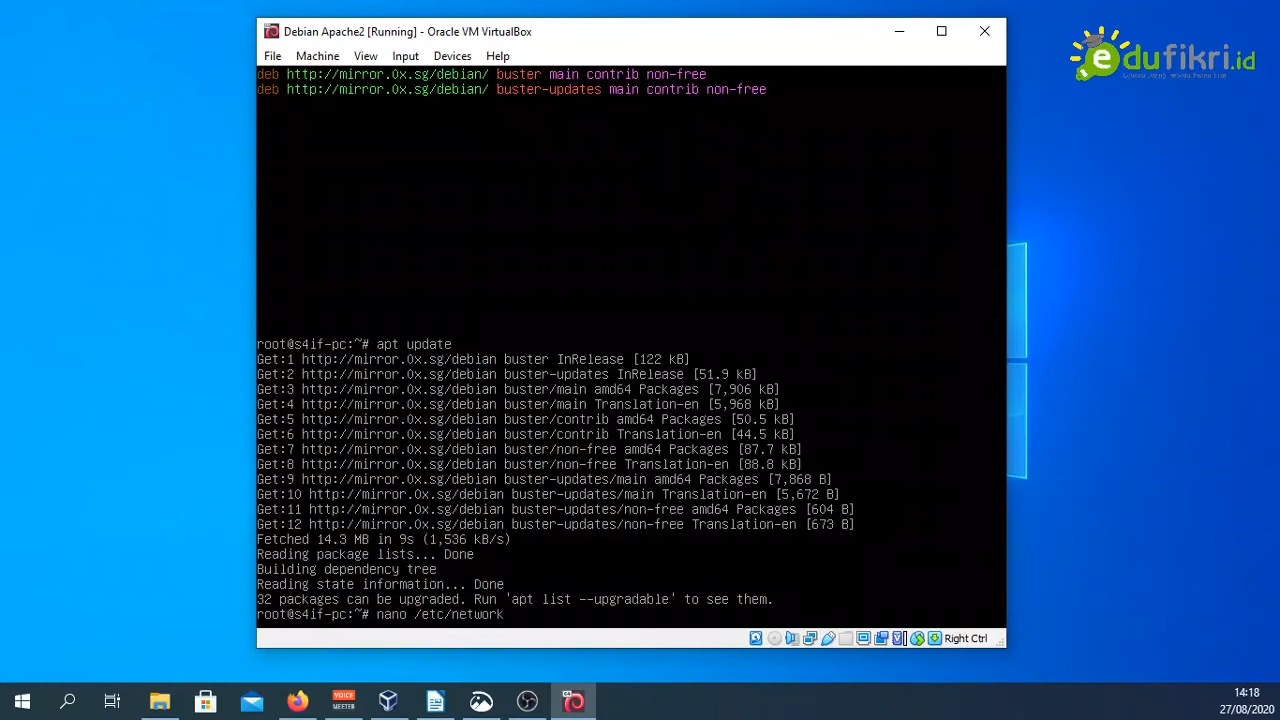 Debian Apache2 [Running] - Oracle VM VirtualBox
edufikri.id
File Machine View Input Devices Help
deb http://mirror.0x.sg/debian/ buster main contrib non-free
deb http://mirror.0x.sg/debian/ buster-updates main contrib non-free
root@s4if-pc:~# apt update
Get:1 http://mirror.0x.sg/debian buster InRelease [122 kB]
Get:2 http://mirror.0x.sg/debian buster-updates InRelease [51.9 kB]
Get:3 http://mirror.0x.sg/debian buster/main amd64 Packages [7,906 kB]
Get:4 http://mirror.0x.sg/debian buster/main Translation-en [5,968 kB]
Get:5 http://mirror.0x.sg/debian buster/contrib amd64 Packages [50.5 kB]
Get:6 http://mirror.0x.sg/debian buster/contrib Translation-en [44.5 kB]
Get:7 http://mirror.0x.sg/debian buster/non-free amd64 Packages [87.7 kB]
Get:8 http://mirror.0x.sg/debian buster/non-free Translation-en [88.8 kB]
Get:9 http://mirror.0x.sg/debian buster-updates/main amd64 Packages [7,868 B]
Get:10 http://mirror.0x.sg/debian buster-updates/main Translation-en [5,672 B]
Get:11 http://mirror.0x.sg/debian buster-updates/non-free amd64 Packages [604 B]
Get:12 http://mirror.0x.sg/debian buster-updates/non-free Translation-en [673 B]
Fetched 14.3 MB in 9s (1,536 kB/s)
Reading package lists... Done
Building dependency tree
Reading state information... Done
32 packages can be upgraded. Run 'apt list --upgradable' to see them.
root@s4if-pc:~# nano /etc/network
Right Ctrl
VOICE
MEETER
14:18
27/08/2020